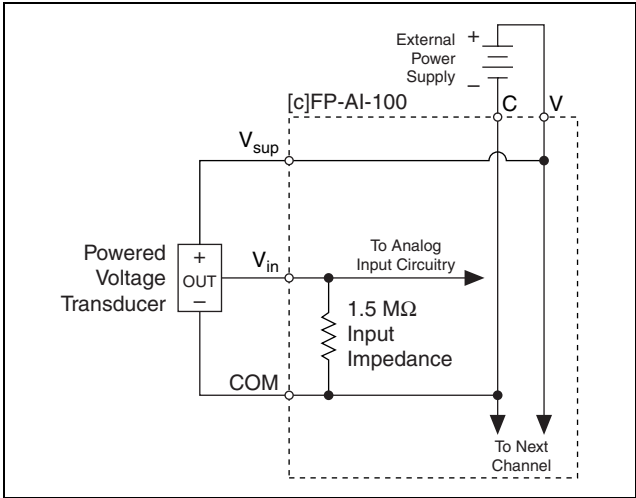 External
Power
Supply
+
–
[c]FP-AI-100
C
V
Vsup
Powered
Voltage
Transducer
+
OUT
–
Vin
To Analog
Input Circuitry
1.5 MΩ
Input
Impedance
COM
To Next
Channel